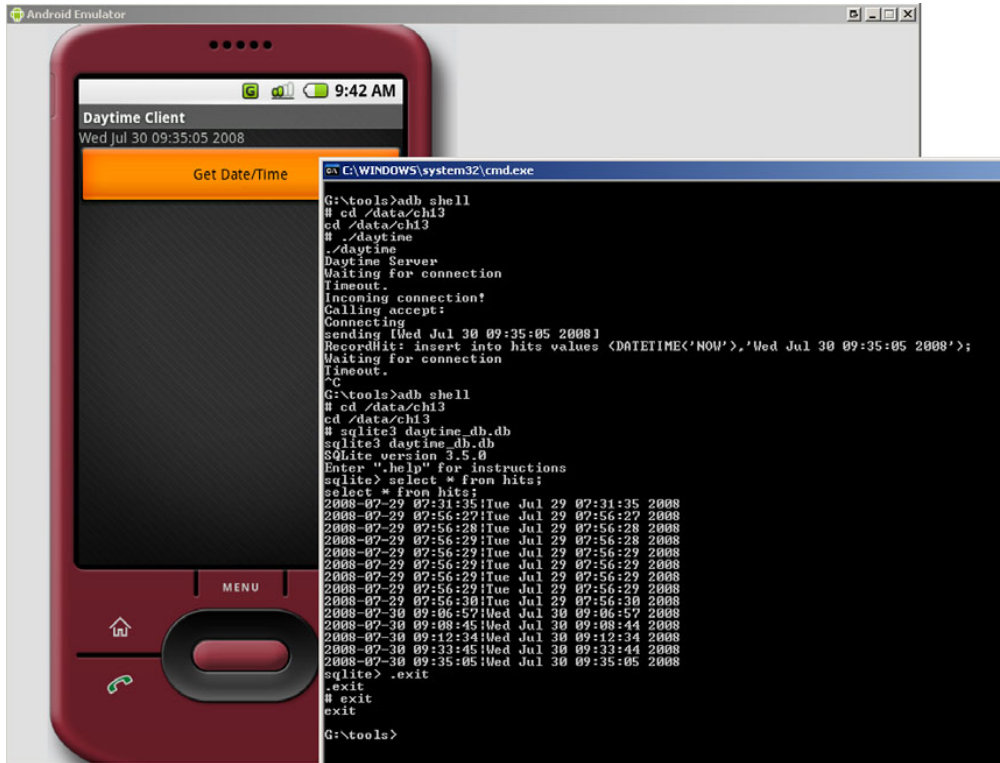 Android Emulator
9:42 AM
Daytime Client
Wed Jul 30 09:35:05 2008
Get Date/Time
MENU
C:\WINDOWS\system32\cmd.exe
G:\tools>adb shell
# cd /data/ch13
cd /data/ch13
# ./daytime
./daytime
Daytime Server
Waiting for connection
Timeout.
Incoming connection!
Calling accept:
Connecting
sending [Wed Jul 30 09:35:05 2008]
RecordHit: insert into hits values (DATETIME('NOW'),'Wed Jul 30 09:35:05 2008');
Waiting for connection
Timeout.
^C
G:\tools>adb shell
# cd /data/ch13
cd /data/ch13
# sqlite3 daytime_db.db
sqlite3 daytime_db.db
SQLite version 3.5.0
Enter ".help" for instructions
sqlite> select * from hits;
select * from hits;
2008-07-29 07:31:35|Tue Jul 29 07:31:35 2008
2008-07-29 07:56:27|Tue Jul 29 07:56:27 2008
2008-07-29 07:56:28|Tue Jul 29 07:56:28 2008
2008-07-29 07:56:29|Tue Jul 29 07:56:28 2008
2008-07-29 07:56:29|Tue Jul 29 07:56:29 2008
2008-07-29 07:56:29|Tue Jul 29 07:56:29 2008
2008-07-29 07:56:29|Tue Jul 29 07:56:29 2008
2008-07-29 07:56:29|Tue Jul 29 07:56:29 2008
2008-07-29 07:56:30|Tue Jul 29 07:56:30 2008
2008-07-30 09:06:57|Wed Jul 30 09:06:57 2008
2008-07-30 09:08:45|Wed Jul 30 09:08:44 2008
2008-07-30 09:12:34|Wed Jul 30 09:12:34 2008
2008-07-30 09:33:45|Wed Jul 30 09:33:44 2008
2008-07-30 09:35:05|Wed Jul 30 09:35:05 2008
sqlite> .exit
.exit
# exit
exit
G:\tools>